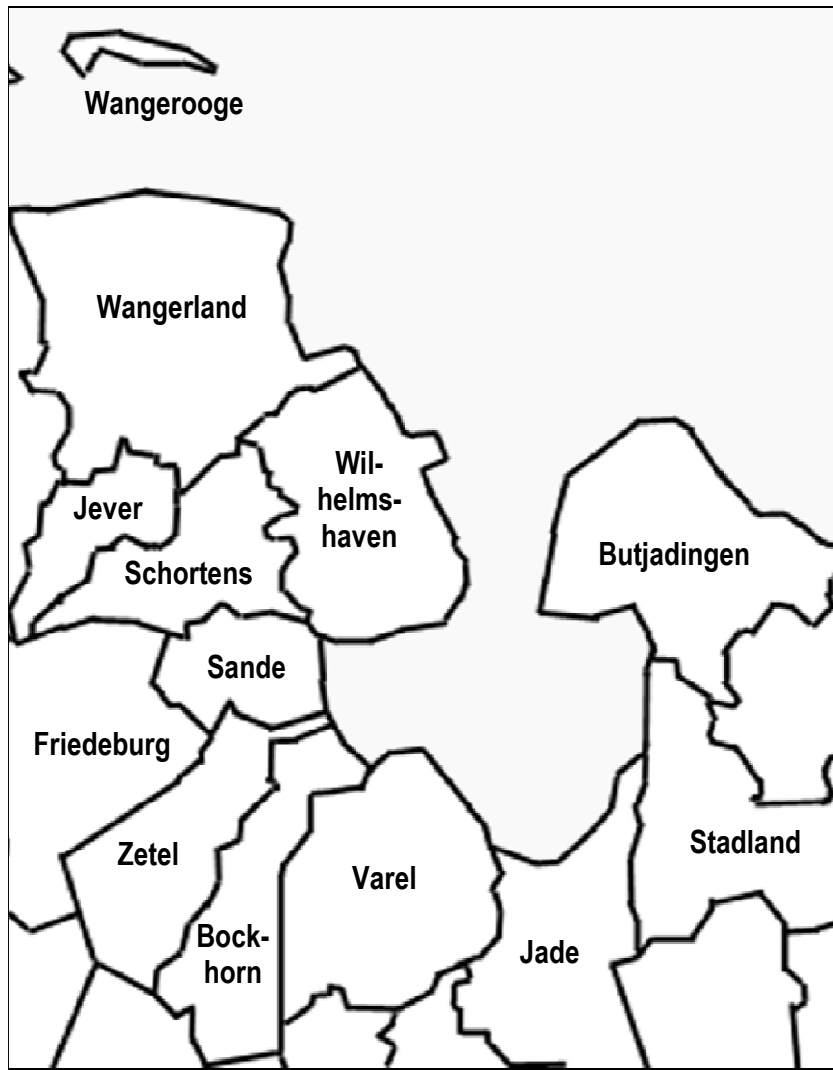 Wangerooge
Wangerland
Wil-
helms-
haven
Jever
Butjadingen
Schortens
Sande
Friedeburg
Zetel
Stadland
Varel
Bock-
horn
Jade